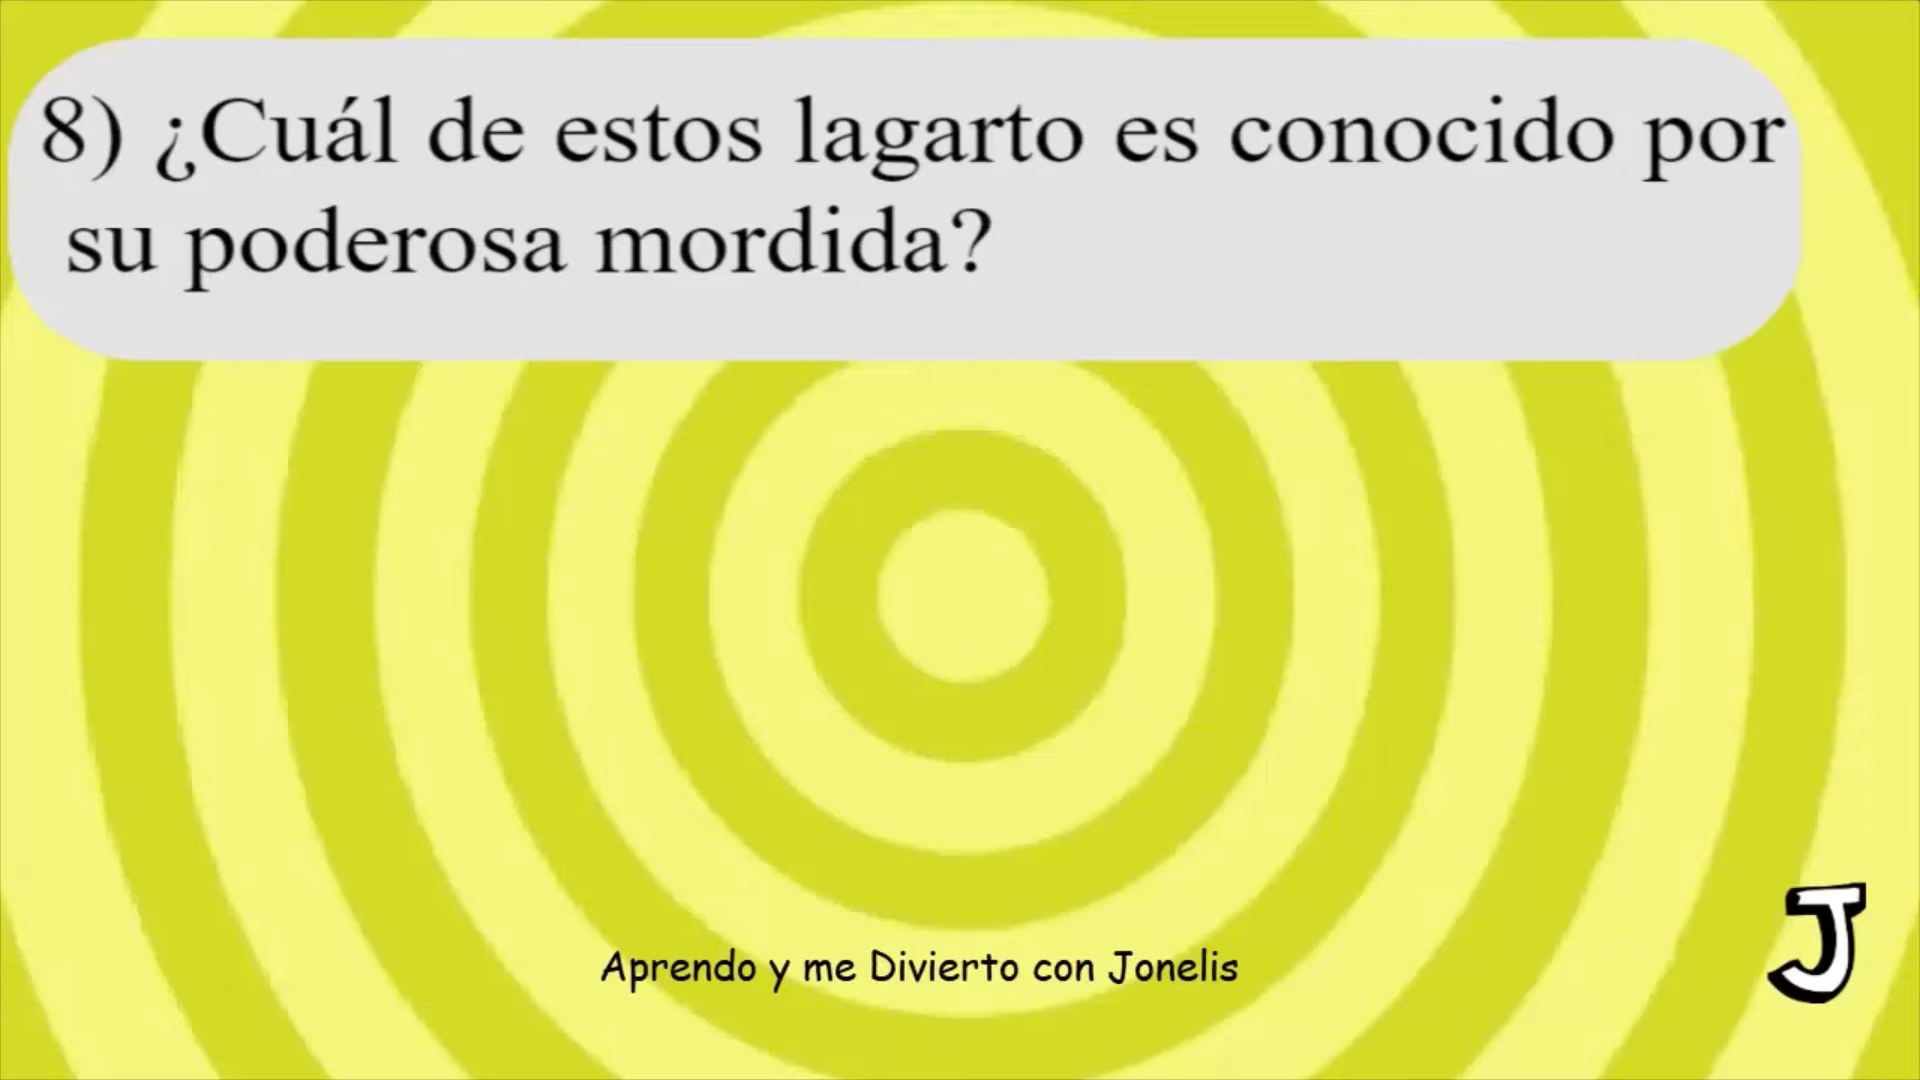 8) ¿Cuál de estos lagarto es conocido por
su poderosa mordida?
Aprendo y me Divierto con Jonelis
J